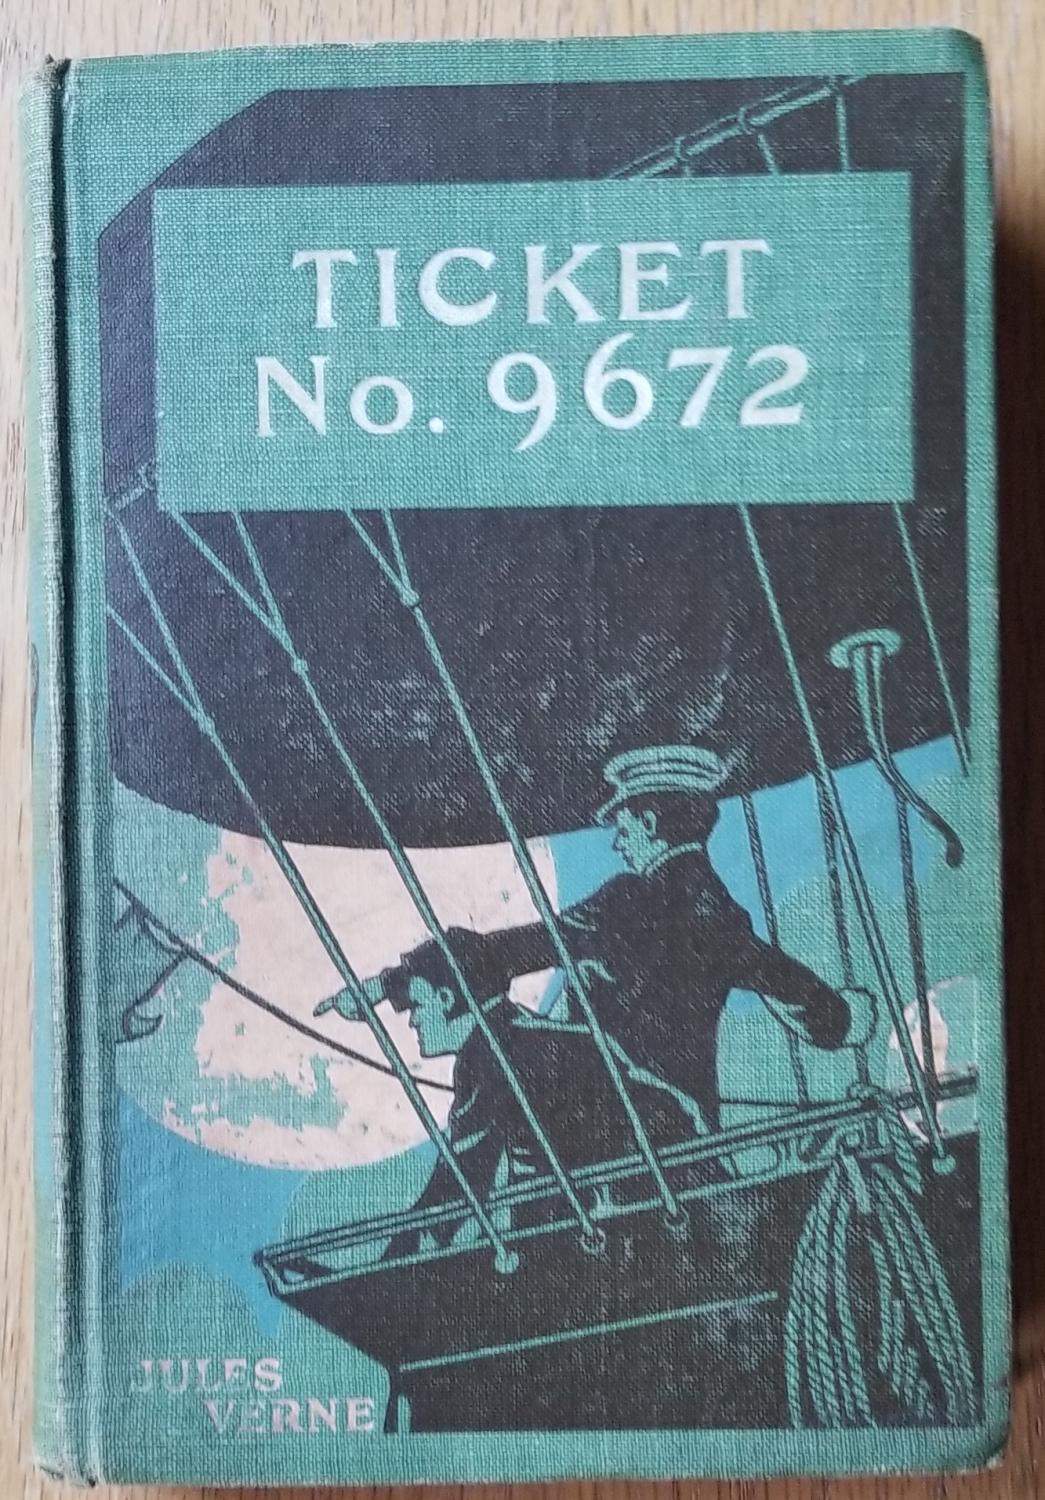 TICKET
No. 9672
JULES
VERNE